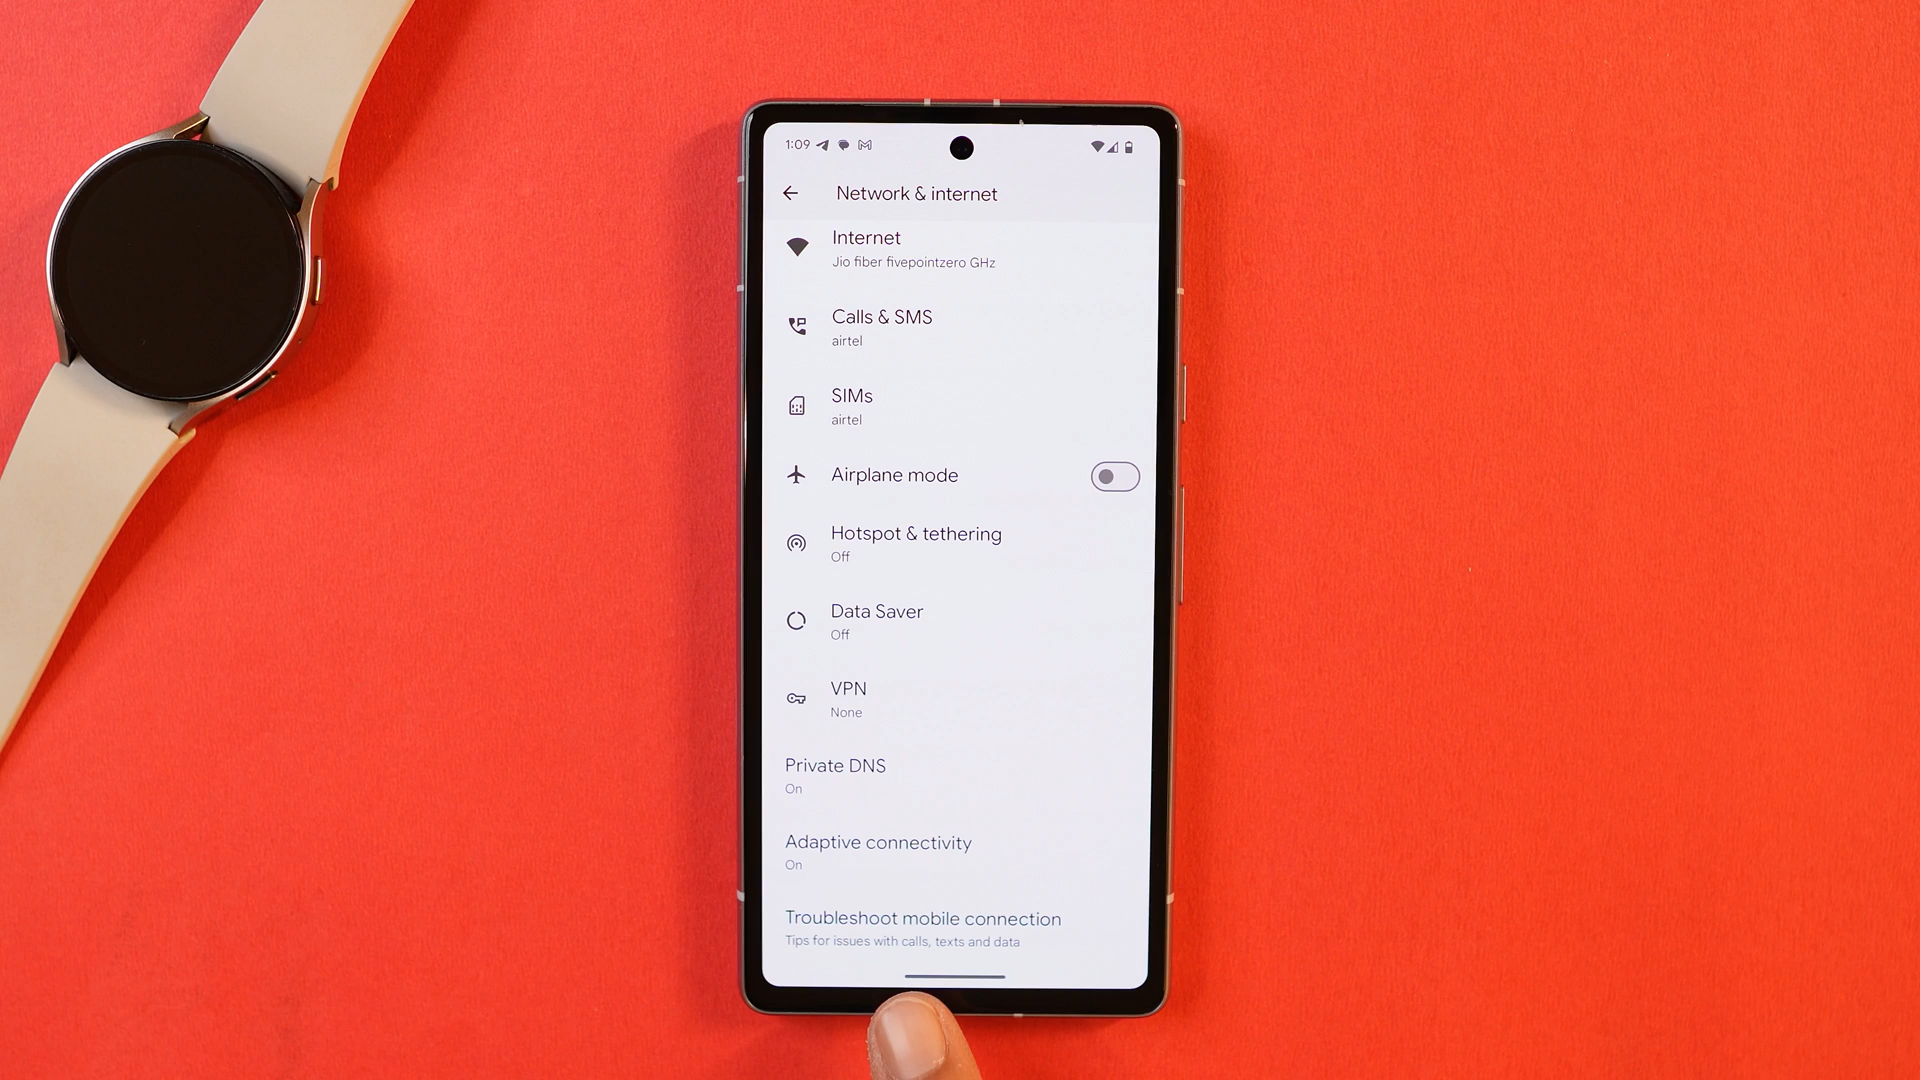 1:09
Network & internet
Internet
Jio fiber fivepointzero GHz
Calls & SMS
airtel
SIMs
airtel
Airplane mode
Hotspot & tethering
Off
Data Saver
Off
VPN
None
Private DNS
On
Adaptive connectivity
On
Troubleshoot mobile connection
Tips for issues with calls, texts and data